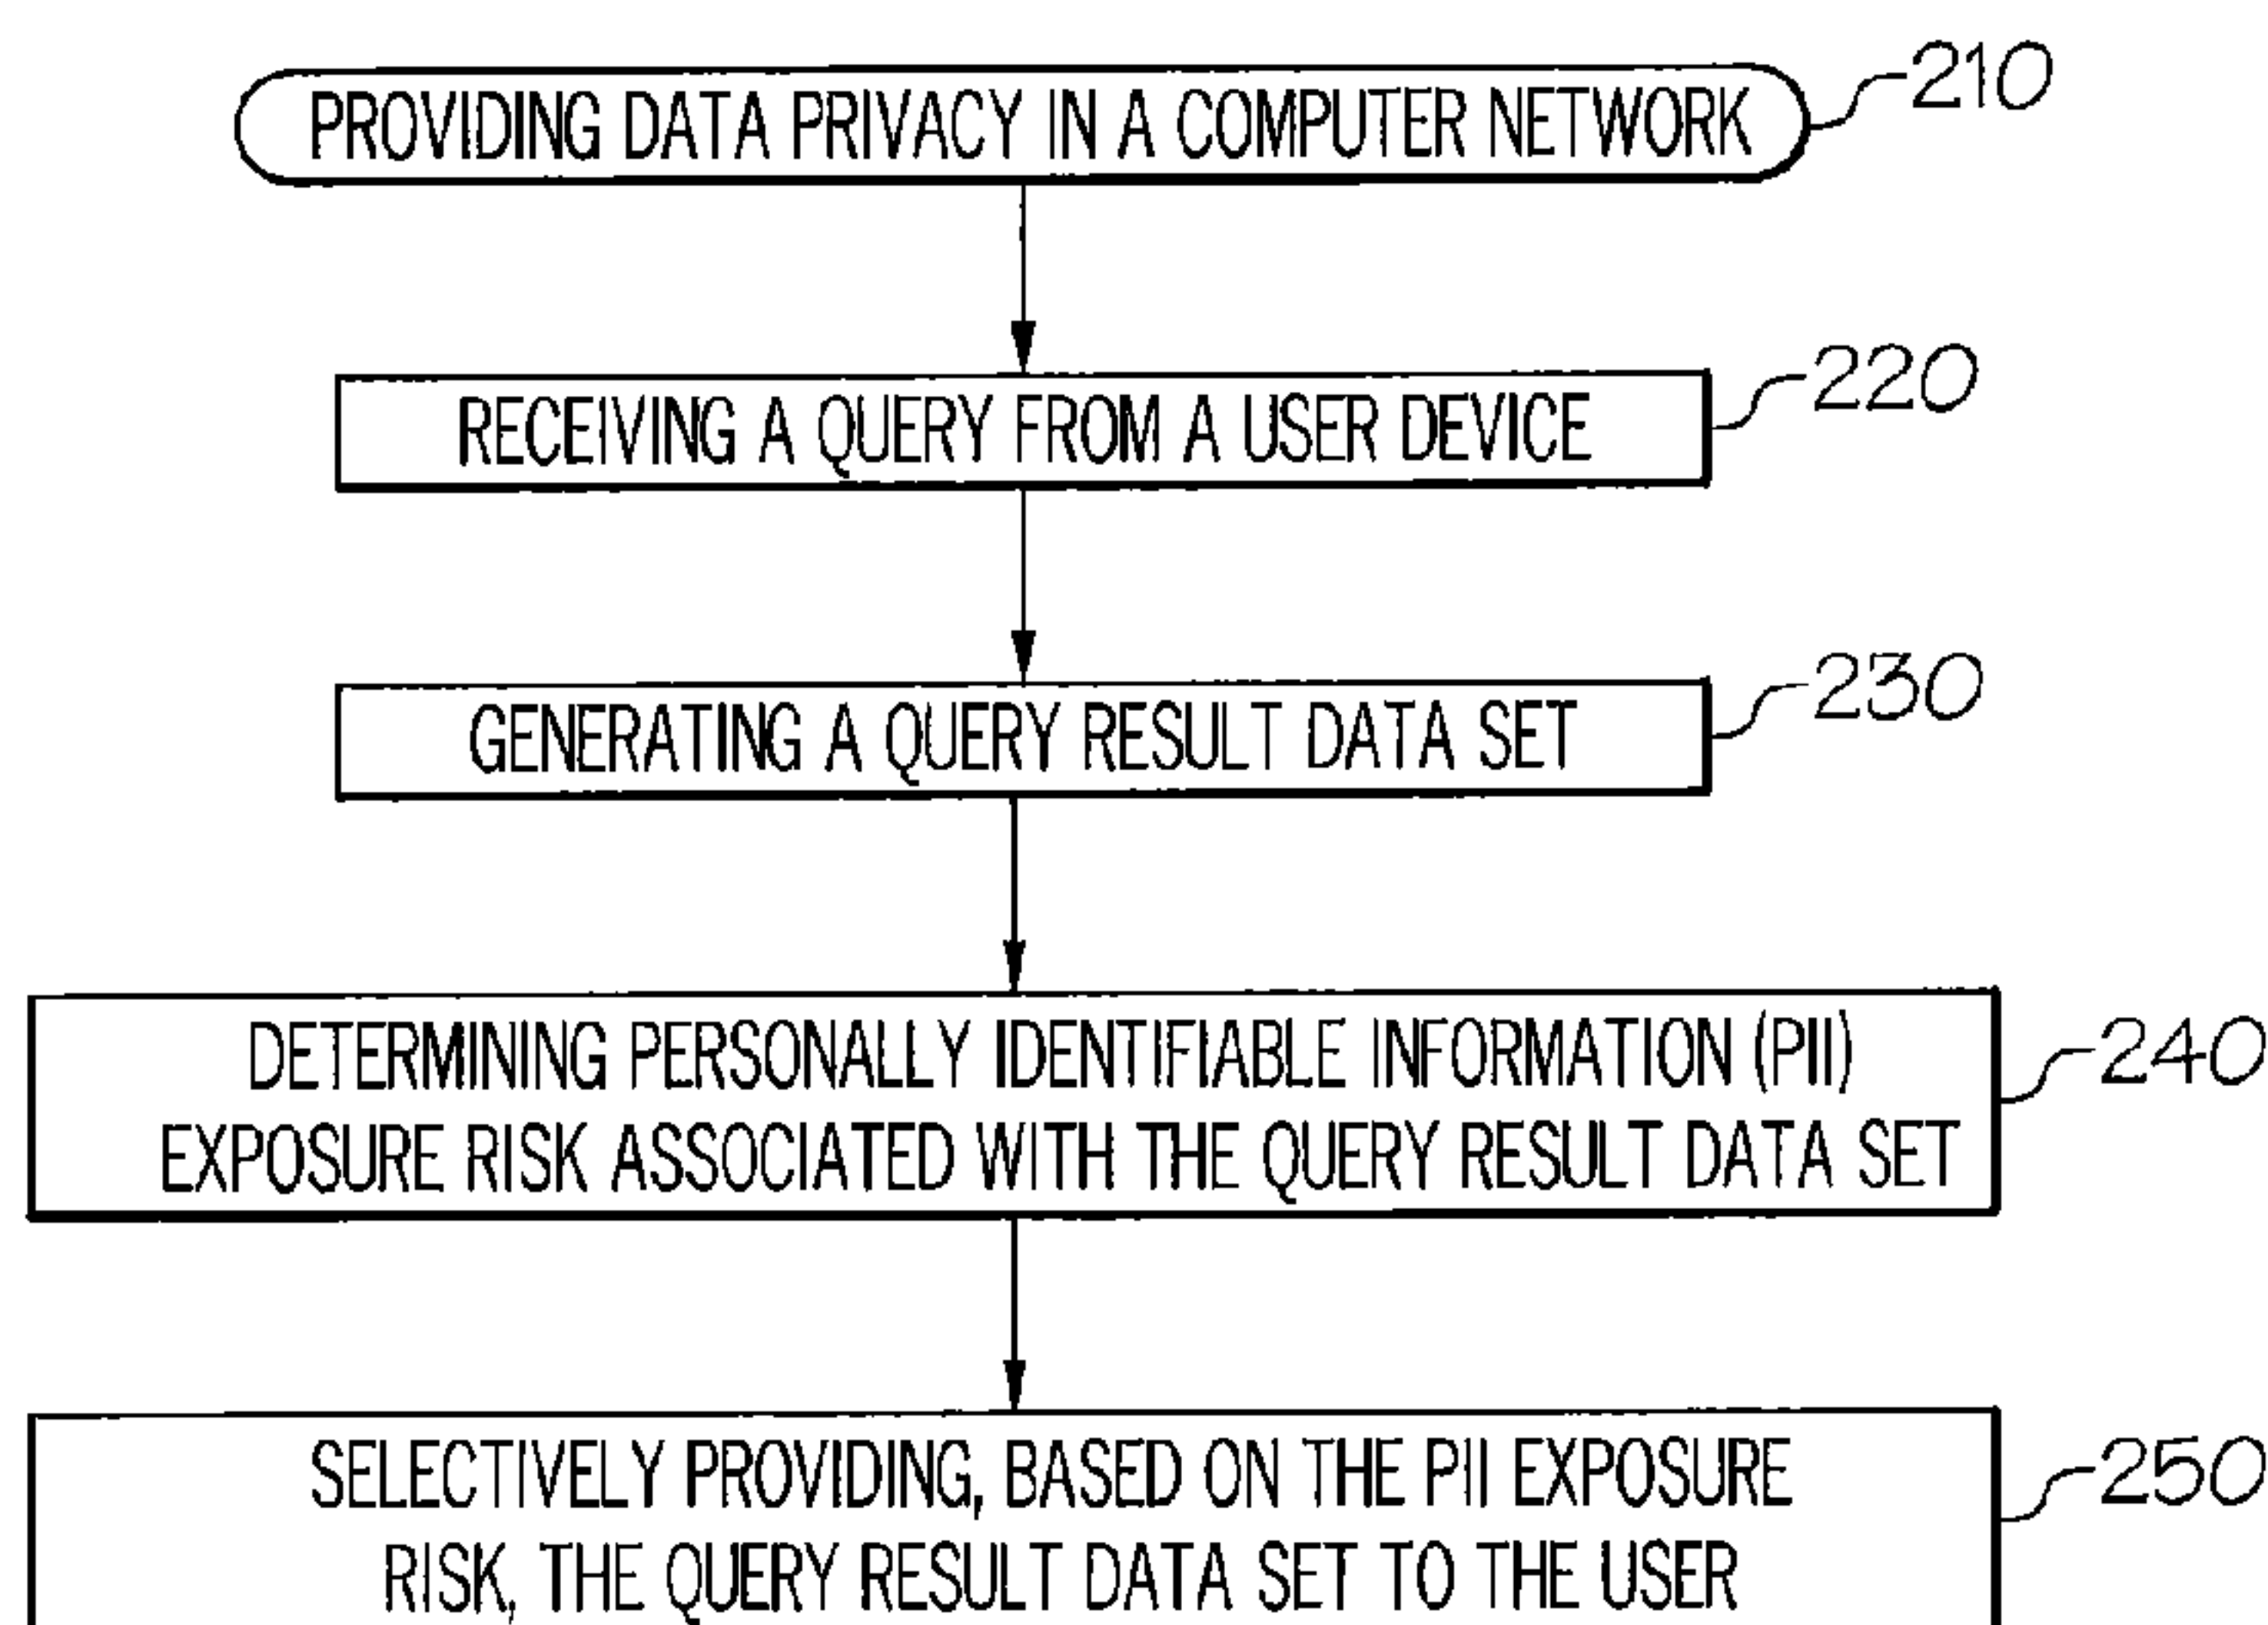 PROVIDING DATA PRIVACY IN A COMPUTER NETWORK
210
RECEIVING A QUERY FROM A USER DEVICE
220
GENERATING A QUERY RESULT DATA SET
230
DETERMINING PERSONALLY IDENTIFIABLE INFORMATION (PII)
EXPOSURE RISK ASSOCIATED WITH THE QUERY RESULT DATA SET
240
SELECTIVELY PROVIDING, BASED ON THE PII EXPOSURE
RISK, THE QUERY RESULT DATA SET TO THE USER
250